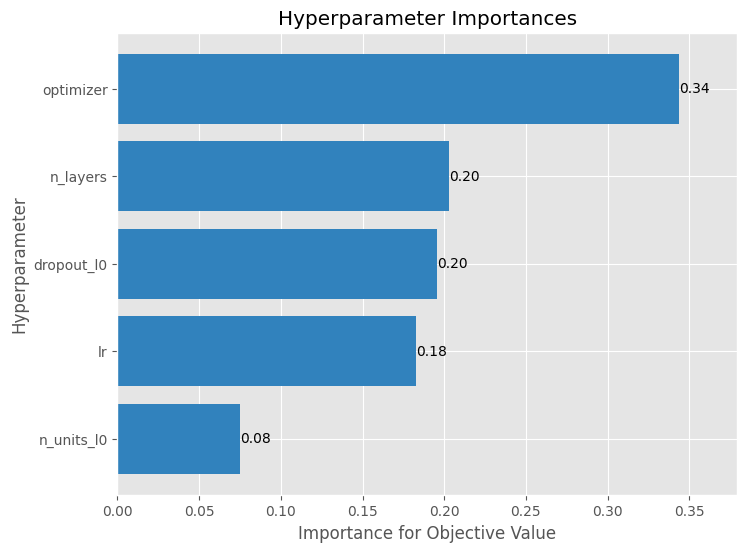 Hyperparameter Importances
Hyperparameter
optimizer
0.34
n_layers
0.20
dropout_l0
0.20
lr
0.18
n_units_l0
0.08
0.00 0.05 0.10 0.15 0.20 0.25 0.30 0.35
Importance for Objective Value